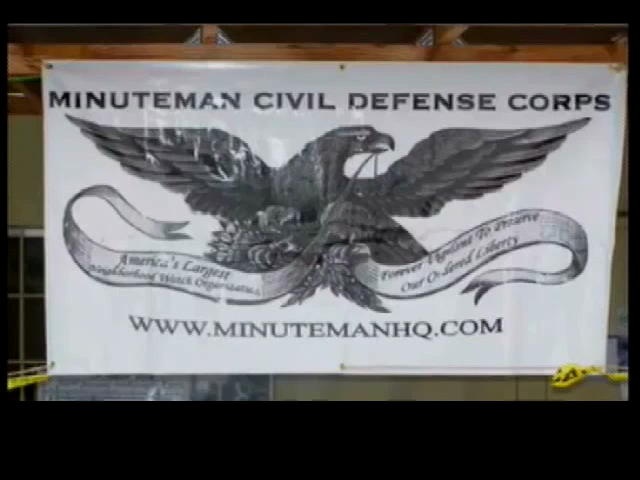 MINUTEMAN CIVIL DEFENSE CORPS
America's Largest
Neighborhood Watch Organization
Forever Vigilant To Preserve
Our Ordered Liberty
WWW.MINUTEMANHQ.COM